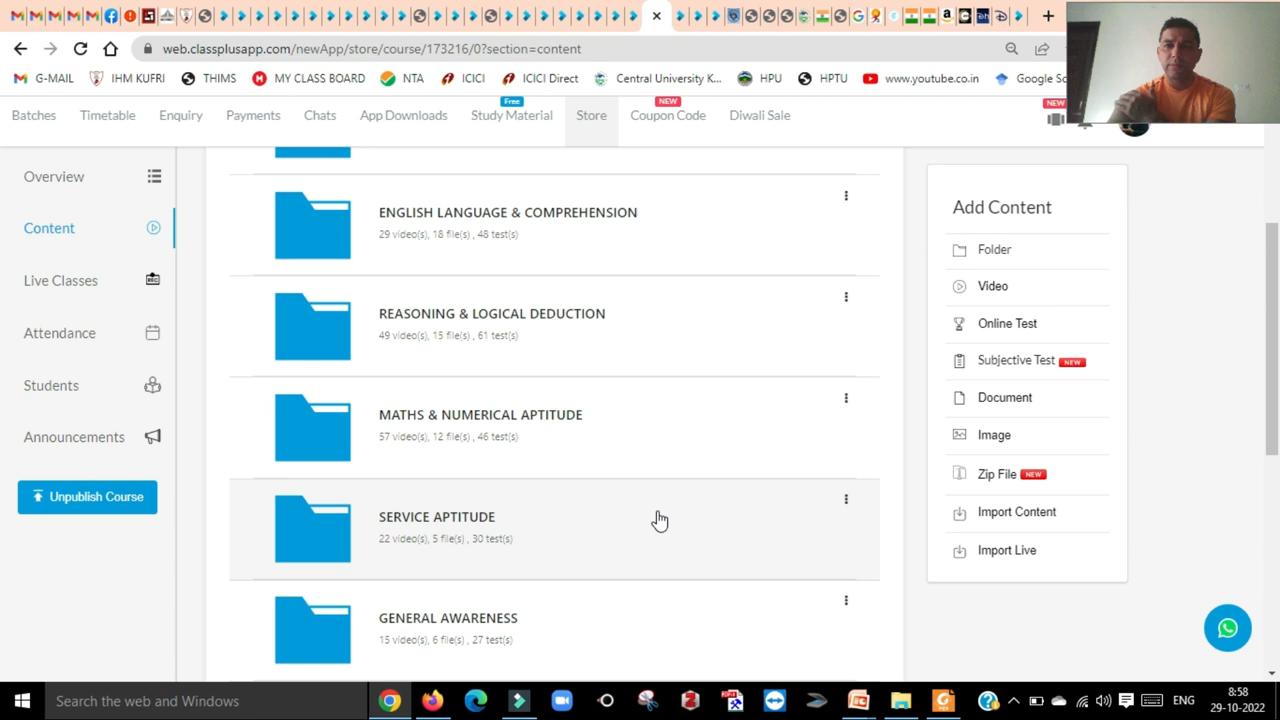 web.classplusapp.com/newApp/store/course/173216/0?section=content
G-MAIL
IHM KUFRI
THIMS
MY CLASS BOARD
NTA
ICICI
ICICI Direct
Central University K...
HPU
HPTU
www.youtube.co.in
Google Sc
Batches
Timetable
Enquiry
Payments
Chats
App Downloads
Free
Study Material
Store
NEW
Coupon Code
Diwali Sale
NEW
Overview
Content
Live Classes
REC
Attendance
Students
Announcements
Unpublish Course
ENGLISH LANGUAGE & COMPREHENSION
29 video(s), 18 file(s) , 48 test(s)
REASONING & LOGICAL DEDUCTION
49 video(s), 15 file(s) , 61 test(s)
MATHS & NUMERICAL APTITUDE
57 video(s), 12 file(s) , 46 test(s)
SERVICE APTITUDE
22 video(s), 5 file(s) , 30 test(s)
GENERAL AWARENESS
15 video(s), 6 file(s) , 27 test(s)
Add Content
Folder
Video
Online Test
Subjective Test NEW
Document
Image
Zip File NEW
Import Content
Import Live
Search the web and Windows
ENG
8:58
29-10-2022